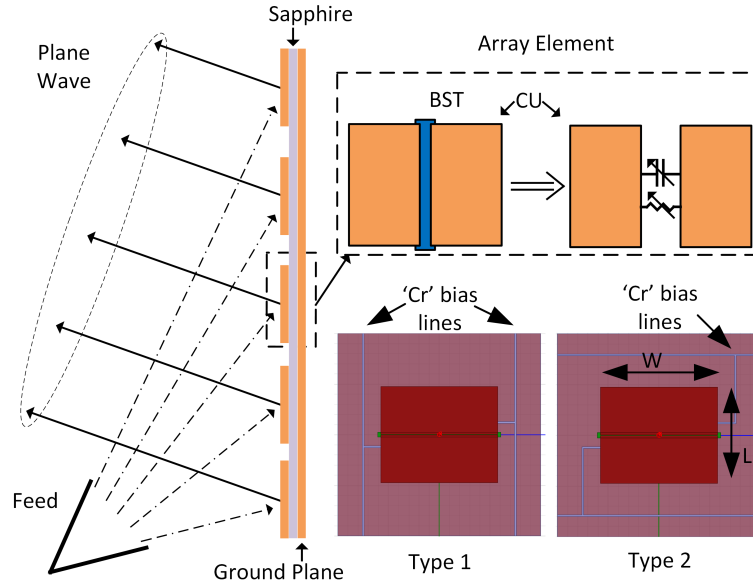 Sapphire
Plane
Wave
Array Element
BST
CU
'Cr' bias
lines
'Cr' bias
lines
W
L
Feed
Ground Plane
Type 1
Type 2